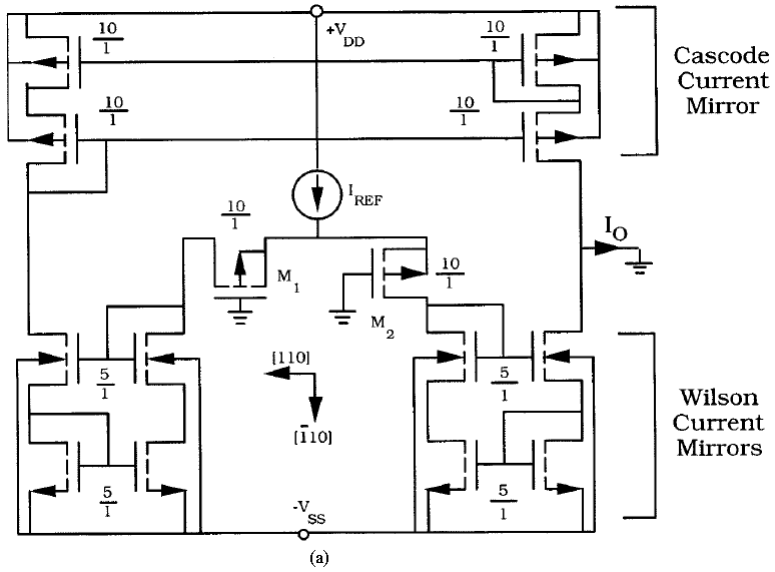 +V_DD
10/1
10/1
10/1
10/1
Cascode
Current
Mirror
I_REF
10/1
M_1
10/1
M_2
I_O
[110]
[1̄10]
5/1
5/1
5/1
5/1
Wilson
Current
Mirrors
-V_SS
(a)